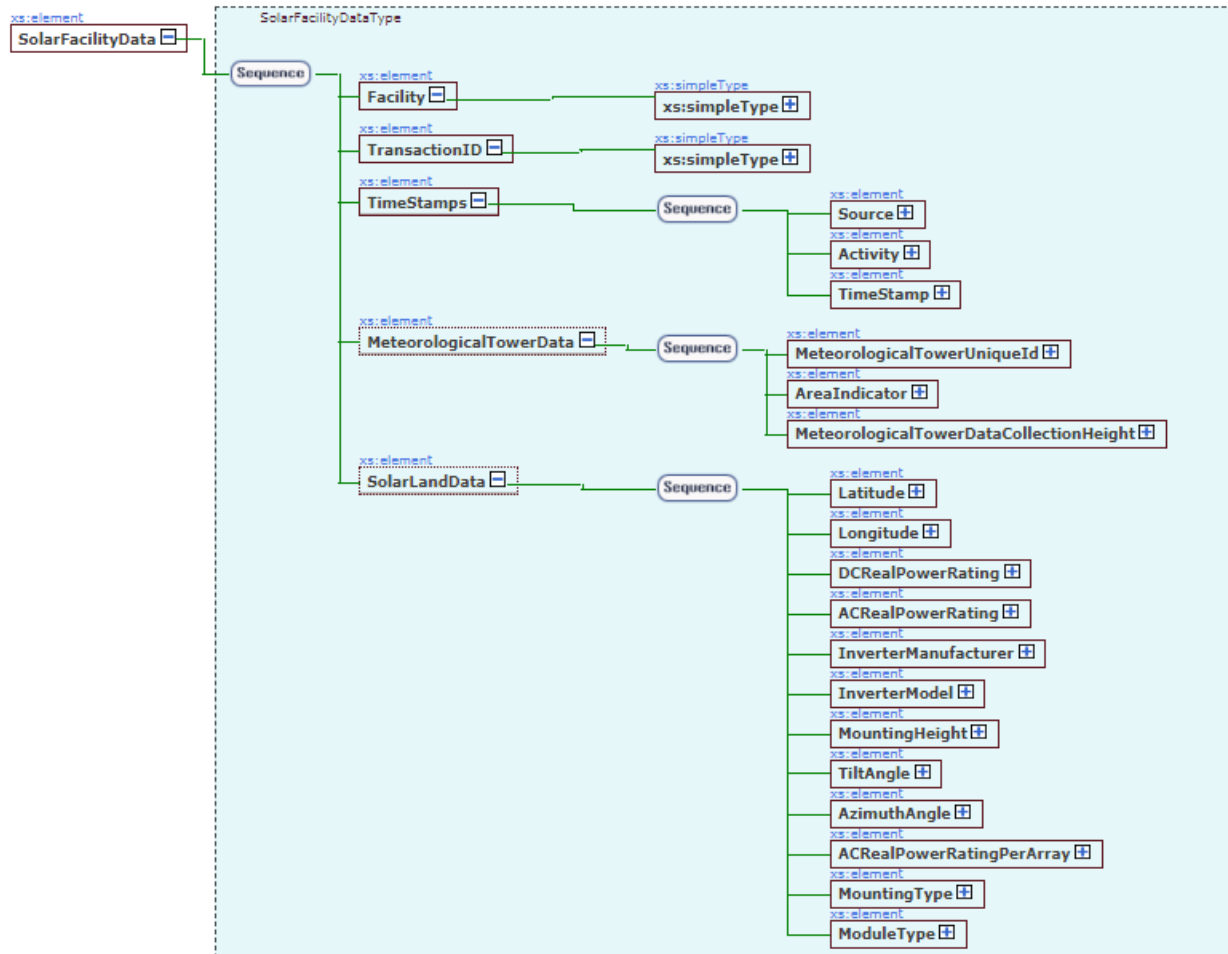 xs:element
SolarFacilityData
SolarFacilityDataType
Sequence
xs:element
Facility
xs:simpleType
xs:simpleType
xs:element
TransactionID
xs:simpleType
xs:simpleType
xs:element
TimeStamps
Sequence
xs:element
Source
xs:element
Activity
xs:element
TimeStamp
xs:element
MeteorologicalTowerData
Sequence
xs:element
MeteorologicalTowerUniqueId
xs:element
AreaIndicator
xs:element
MeteorologicalTowerDataCollectionHeight
xs:element
SolarLandData
Sequence
xs:element
Latitude
xs:element
Longitude
xs:element
DCRealPowerRating
xs:element
ACRealPowerRating
xs:element
InverterManufacturer
xs:element
InverterModel
xs:element
MountingHeight
xs:element
TiltAngle
xs:element
AzimuthAngle
xs:element
ACRealPowerRatingPerArray
xs:element
MountingType
xs:element
ModuleType